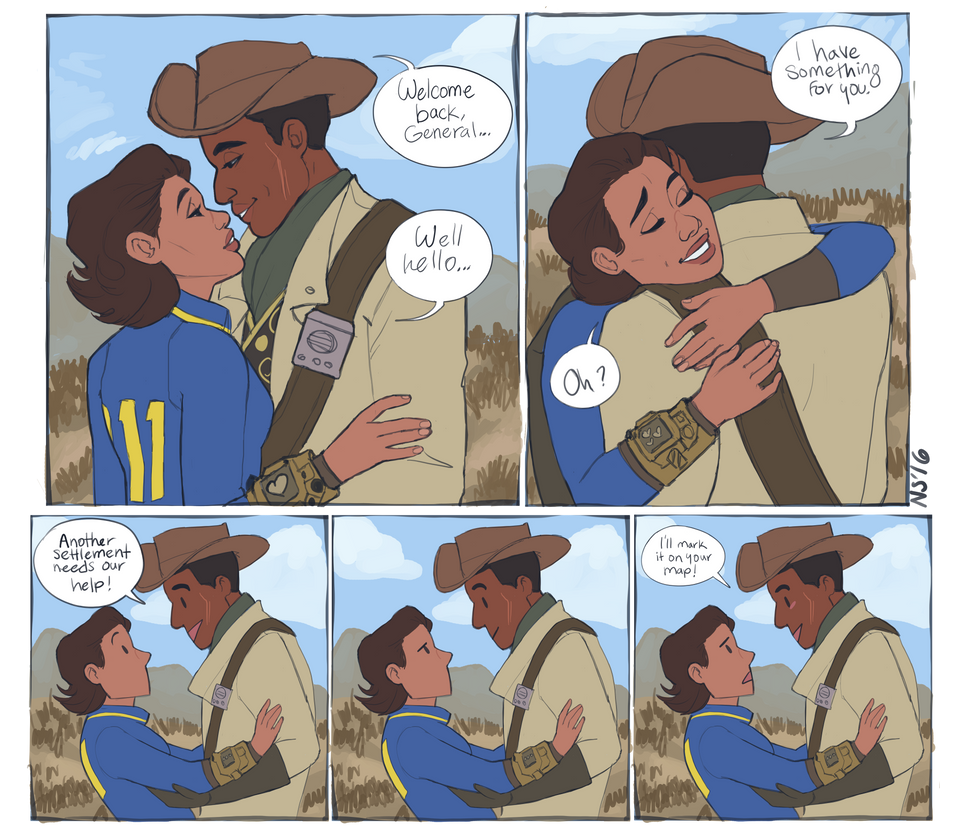 Welcome
back,
General...
Well
hello...
11
I have
something
for you.
Oh?
NS'16
Another
settlement
needs our
help!
I'll mark
it on your
map!